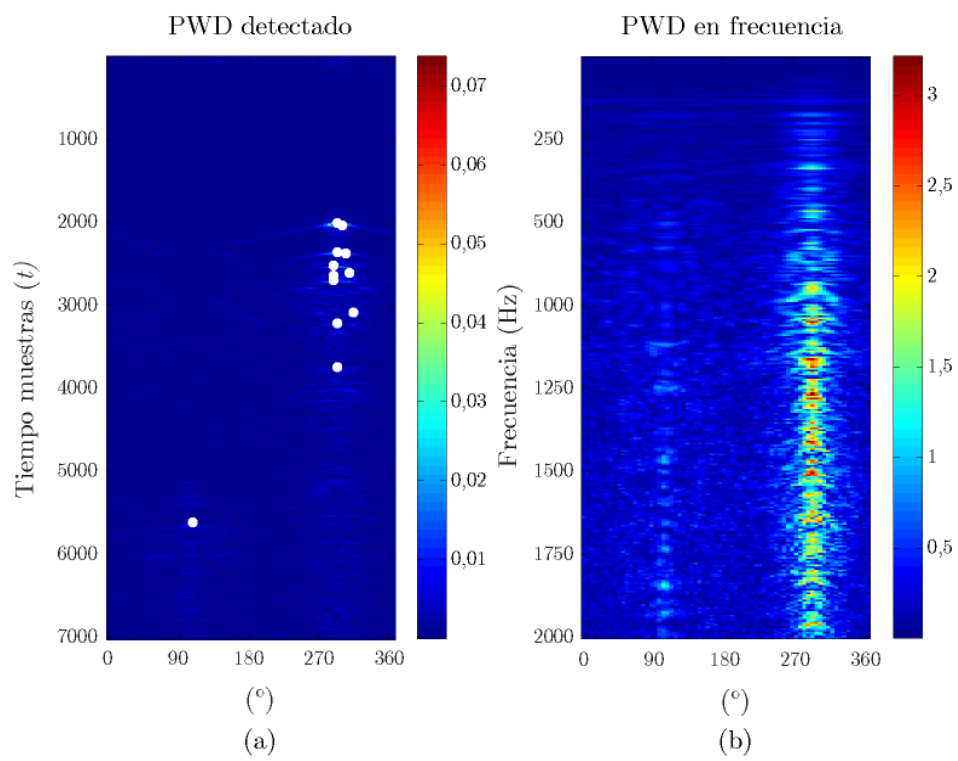 PWD detectado
PWD en frecuencia
Tiempo muestras (t)
1000
2000
3000
4000
5000
6000
7000
0 90 180 270 360
(º)
(a)
0,07
0,06
0,05
0,04
0,03
0,02
0,01
Frecuencia (Hz)
250
500
750
1000
1250
1500
1750
2000
0 90 180 270 360
(º)
(b)
3
2,5
2
1,5
1
0,5